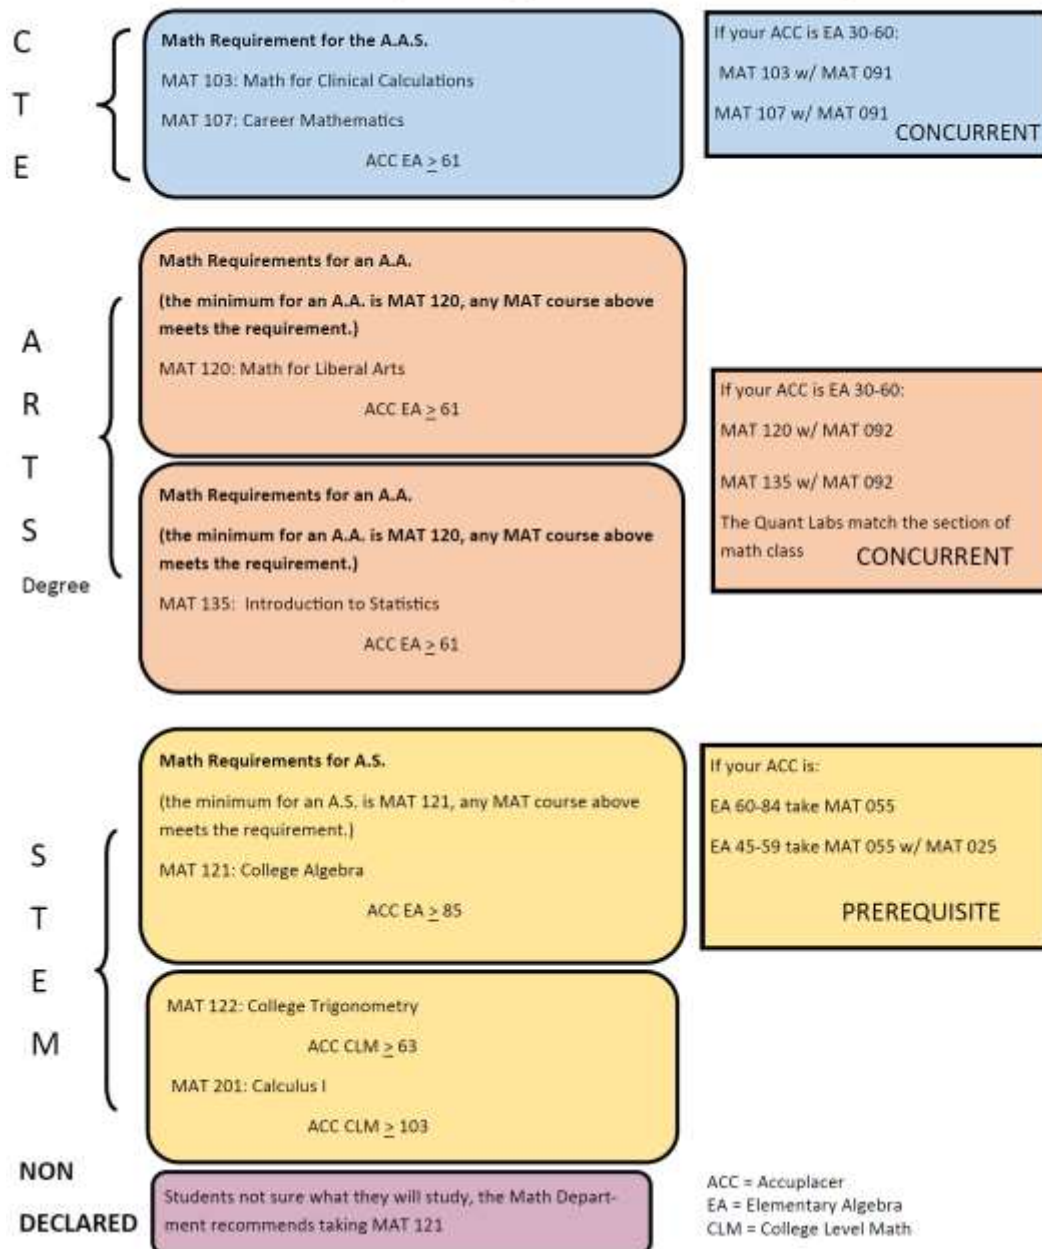 C
T
E
Math Requirement for the A.A.S.
MAT 103: Math for Clinical Calculations
MAT 107: Career Mathematics
ACC EA ≥ 61
If your ACC is EA 30-60:
MAT 103 w/ MAT 091
MAT 107 w/ MAT 091
CONCURRENT
A
R
T
S
Degree
Math Requirements for an A.A.
(the minimum for an A.A. is MAT 120, any MAT course above
meets the requirement.)
MAT 120: Math for Liberal Arts
ACC EA ≥ 61
Math Requirements for an A.A.
(the minimum for an A.A. is MAT 120, any MAT course above
meets the requirement.)
MAT 135: Introduction to Statistics
ACC EA ≥ 61
If your ACC is EA 30-60:
MAT 120 w/ MAT 092
MAT 135 w/ MAT 092
The Quant Labs match the section of
math class
CONCURRENT
S
T
E
M
Math Requirements for A.S.
(the minimum for an A.S. is MAT 121, any MAT course above
meets the requirement.)
MAT 121: College Algebra
ACC EA ≥ 85
If your ACC is:
EA 60-84 take MAT 055
EA 45-59 take MAT 055 w/ MAT 025
PREREQUISITE
MAT 122: College Trigonometry
ACC CLM ≥ 63
MAT 201: Calculus I
ACC CLM ≥ 103
NON
DECLARED
Students not sure what they will study, the Math Depart-
ment recommends taking MAT 121
ACC = Accuplacer
EA = Elementary Algebra
CLM = College Level Math